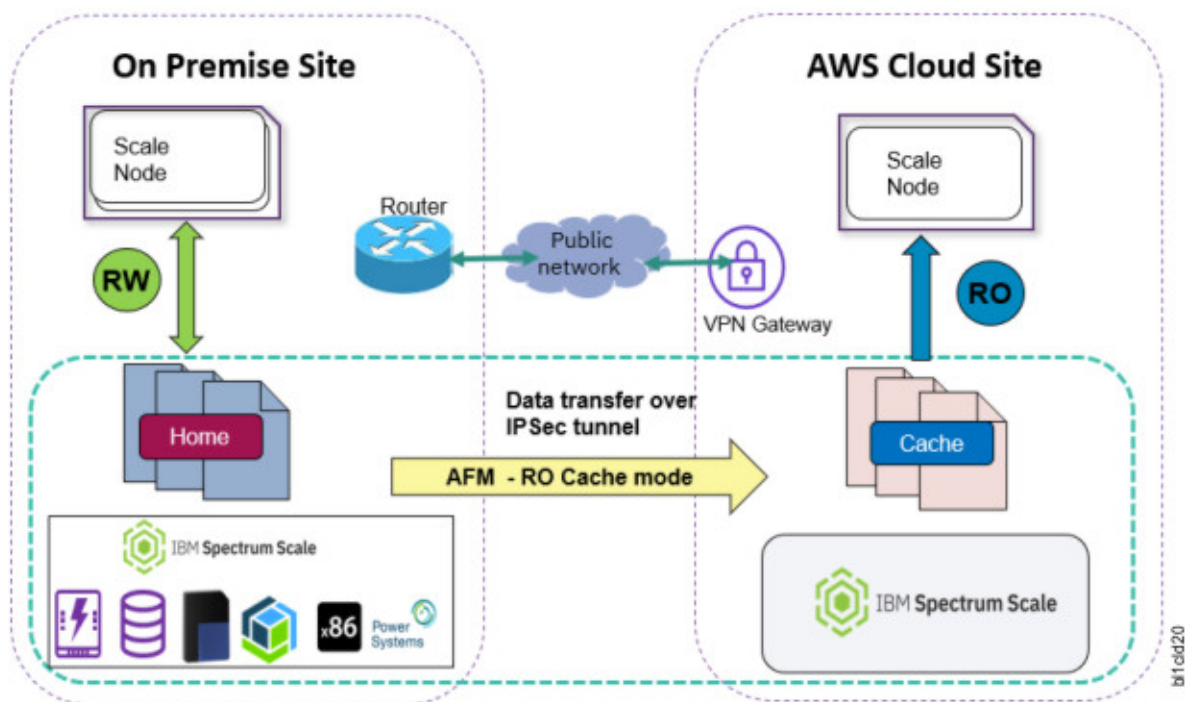 On Premise Site
AWS Cloud Site
Scale
Node
Scale
Node
Router
Public
network
RW
RO
VPN Gateway
Data transfer over
IPSec tunnel
Home
Cache
AFM - RO Cache mode
IBM Spectrum Scale
IBM Spectrum Scale
x86
Power
Systems
bl1cld20